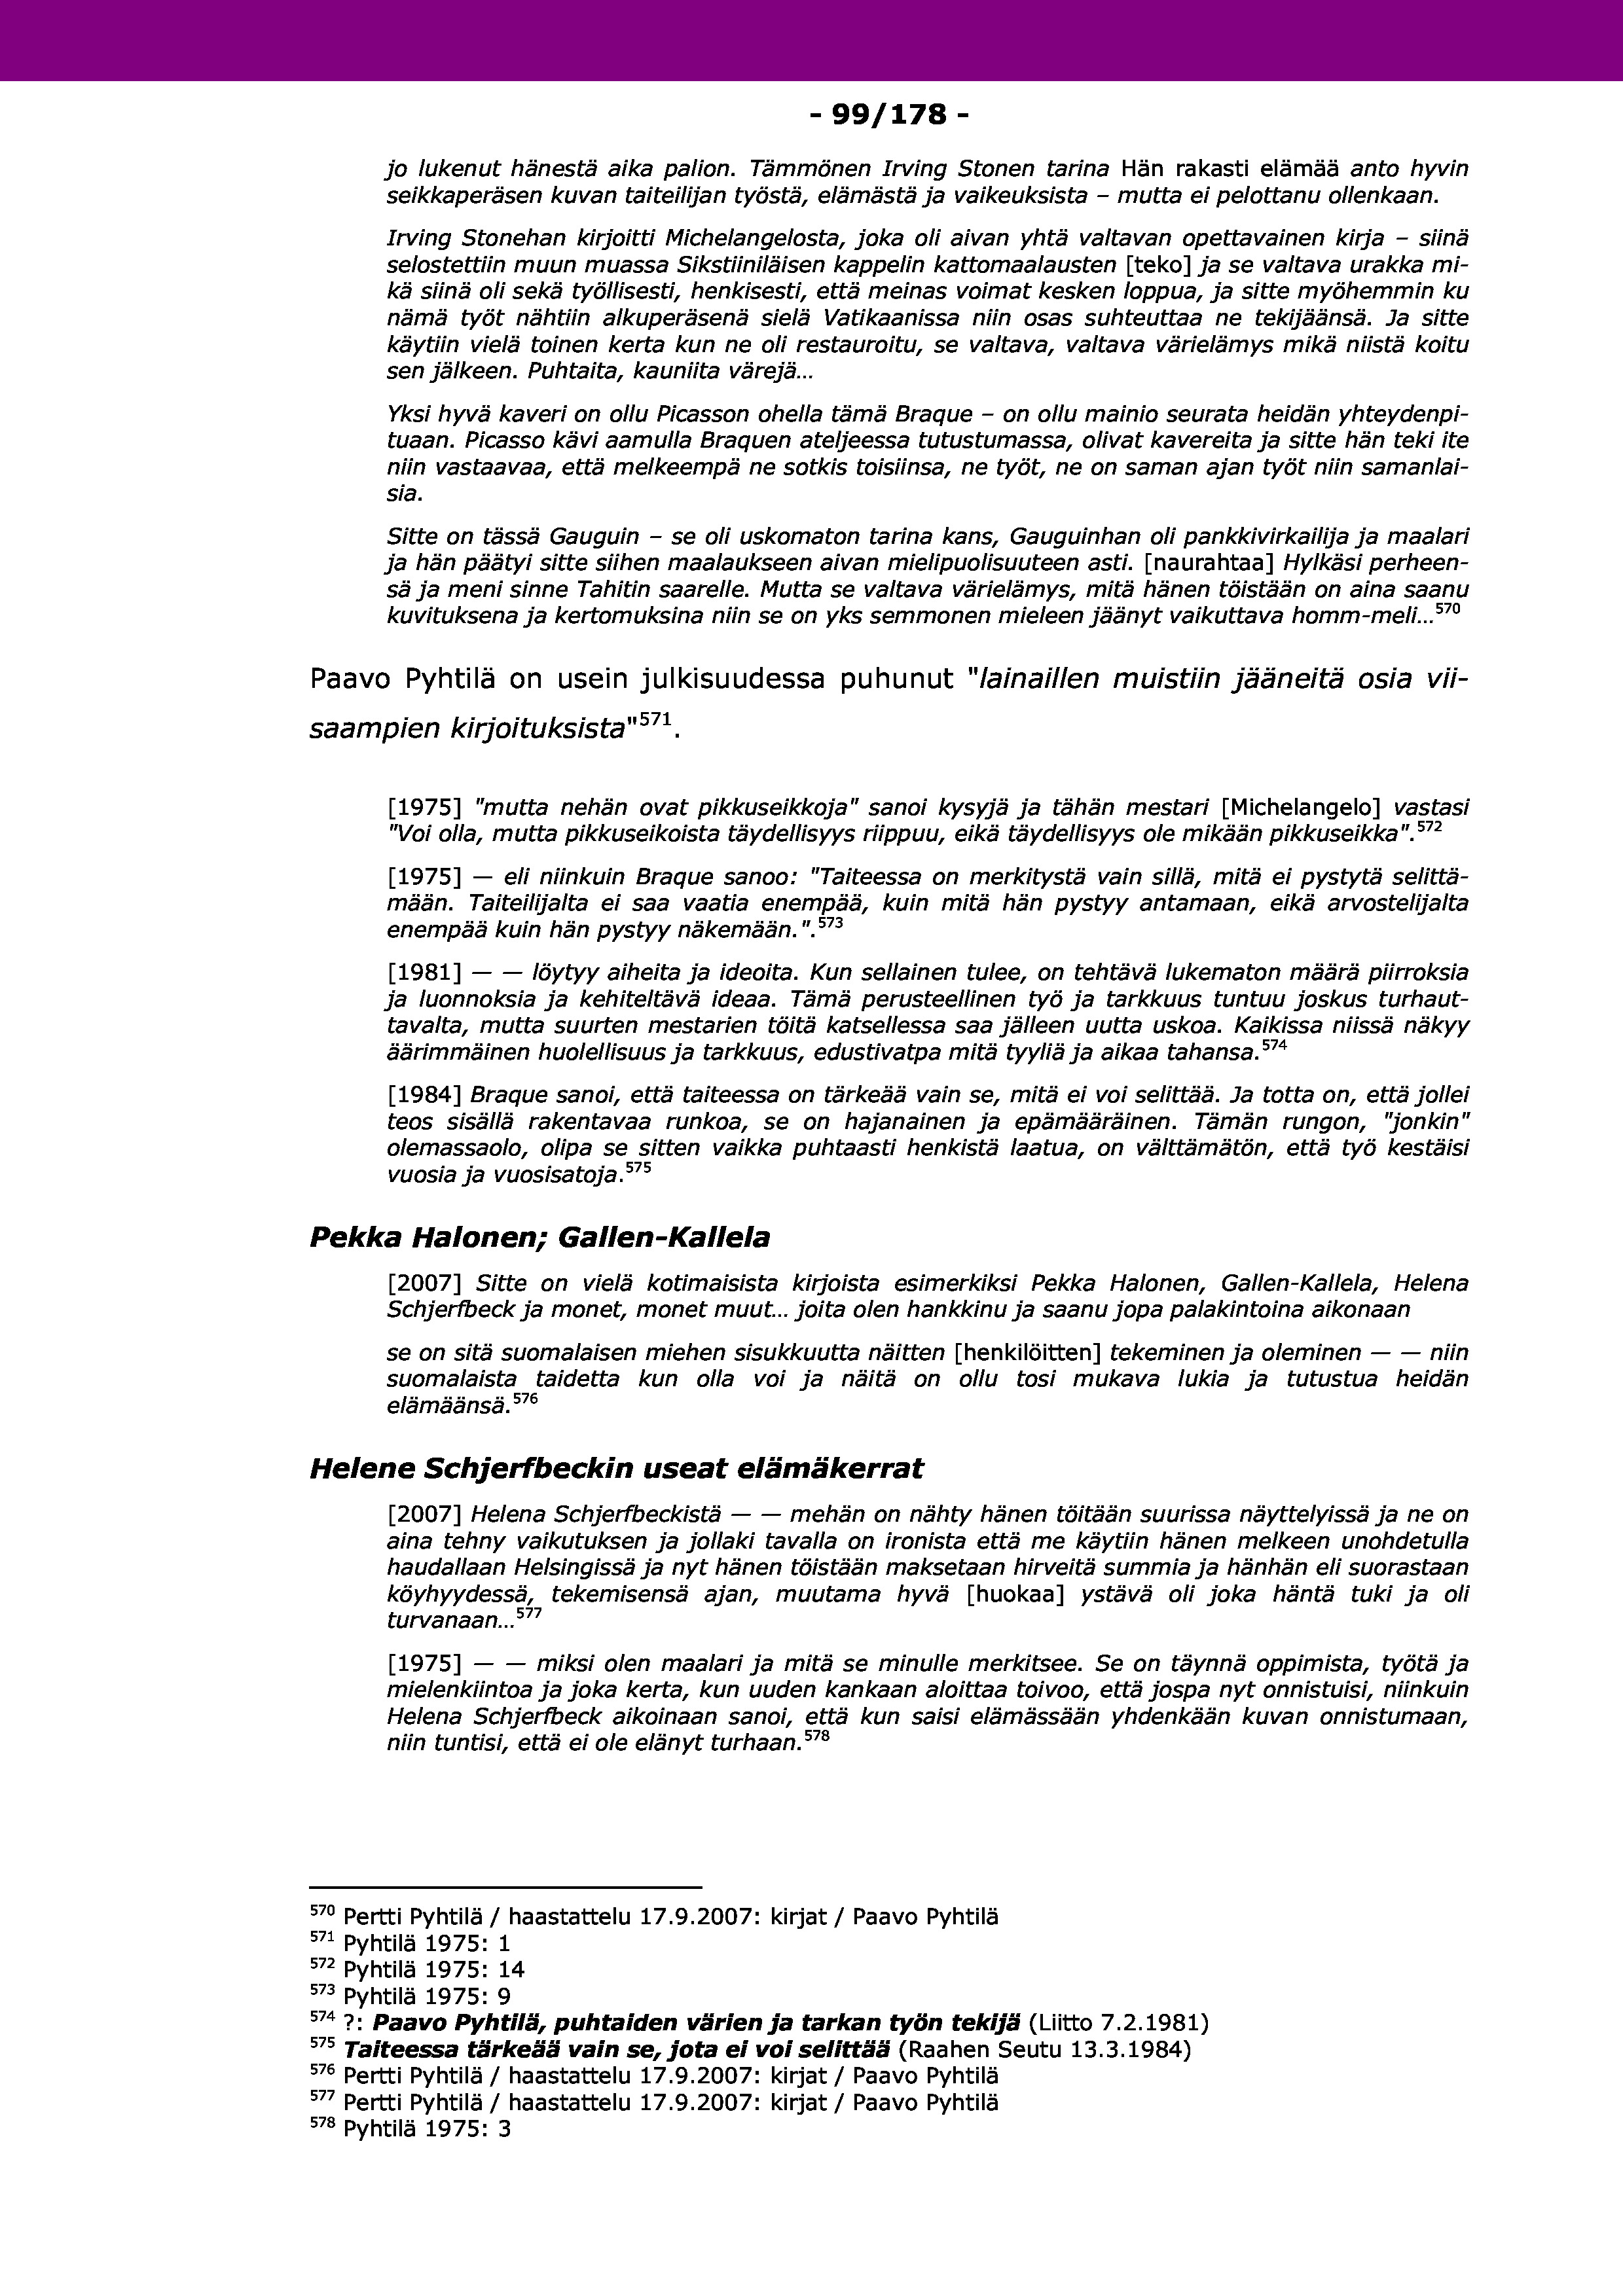 - 99/178 -
jo lukenut hänestä aika palion. Tämmönen Irving Stonen tarina Hän rakasti elämää anto hyvin
seikkaperäsen kuvan taiteilijan työstä, elämästä ja vaikeuksista – mutta ei pelottanu ollenkaan.
Irving Stonehan kirjoitti Michelangelosta, joka oli aivan yhtä valtavan opettavainen kirja – siinä
selostettiin muun muassa Sikstiiniläisen kappelin kattomaalausten [teko] ja se valtava urakka mi-
kä siinä oli sekä työllisesti, henkisesti, että meinas voimat kesken loppua, ja sitte myöhemmin ku
nämä työt nähtiin alkuperäsenä sielä Vatikaanissa niin osas suhteuttaa ne tekijäänsä. Ja sitte
käytiin vielä toinen kerta kun ne oli restauroitu, se valtava, valtava värielämys mikä niistä koitu
sen jälkeen. Puhtaita, kauniita värejä…
Yksi hyvä kaveri on ollu Picasson ohella tämä Braque – on ollu mainio seurata heidän yhteydenpi-
tuaan. Picasso kävi aamulla Braquen ateljeessa tutustumassa, olivat kavereita ja sitte hän teki ite
niin vastaavaa, että melkeempä ne sotkis toisiinsa, ne työt, ne on saman ajan työt niin samanlai-
sia.
Sitte on tässä Gauguin – se oli uskomaton tarina kans, Gauguinhan oli pankkivirkailija ja maalari
ja hän päätyi sitte siihen maalaukseen aivan mielipuolisuuteen asti. [naurahtaa] Hylkäsi perheen-
sä ja meni sinne Tahitin saarelle. Mutta se valtava värielämys, mitä hänen töistään on aina saanu
kuvituksena ja kertomuksina niin se on yks semmonen mieleen jäänyt vaikuttava homm-meli…570
Paavo Pyhtilä on usein julkisuudessa puhunut "lainaillen muistiin jääneitä osia vii-
saampien kirjoituksista"571.
[1975] "mutta nehän ovat pikkuseikkoja" sanoi kysyjä ja tähän mestari [Michelangelo] vastasi
"Voi olla, mutta pikkuseikoista täydellisyys riippuu, eikä täydellisyys ole mikään pikkuseikka".572
[1975] — eli niinkuin Braque sanoo: "Taiteessa on merkitystä vain sillä, mitä ei pystytä selittä-
mään. Taiteilijalta ei saa vaatia enempää, kuin mitä hän pystyy antamaan, eikä arvostelijalta
enempää kuin hän pystyy näkemään.".573
[1981] — — löytyy aiheita ja ideoita. Kun sellainen tulee, on tehtävä lukematon määrä piirroksia
ja luonnoksia ja kehiteltävä ideaa. Tämä perusteellinen työ ja tarkkuus tuntuu joskus turhaut-
tavalta, mutta suurten mestarien töitä katsellessa saa jälleen uutta uskoa. Kaikissa niissä näkyy
äärimmäinen huolellisuus ja tarkkuus, edustivatpa mitä tyyliä ja aikaa tahansa.574
[1984] Braque sanoi, että taiteessa on tärkeää vain se, mitä ei voi selittää. Ja totta on, että jollei
teos sisällä rakentavaa runkoa, se on hajanainen ja epämääräinen. Tämän rungon, "jonkin"
olemassaolo, olipa se sitten vaikka puhtaasti henkistä laatua, on välttämätön, että työ kestäisi
vuosia ja vuosisatoja.575
Pekka Halonen; Gallen-Kallela
[2007] Sitte on vielä kotimaisista kirjoista esimerkiksi Pekka Halonen, Gallen-Kallela, Helena
Schjerfbeck ja monet, monet muut… joita olen hankkinu ja saanu jopa palakintoina aikonaan
se on sitä suomalaisen miehen sisukkuutta näitten [henkilöitten] tekeminen ja oleminen — — niin
suomalaista taidetta kun olla voi ja näitä on ollu tosi mukava lukia ja tutustua heidän
elämäänsä.576
Helene Schjerfbeckin useat elämäkerrat
[2007] Helena Schjerfbeckistä — — mehän on nähty hänen töitään suurissa näyttelyissä ja ne on
aina tehny vaikutuksen ja jollaki tavalla on ironista että me käytiin hänen melkeen unohdetulla
haudallaan Helsingissä ja nyt hänen töistään maksetaan hirveitä summia ja hänhän eli suorastaan
köyhyydessä, tekemisensä ajan, muutama hyvä [huokaa] ystävä oli joka häntä tuki ja oli
turvanaan…577
[1975] — — miksi olen maalari ja mitä se minulle merkitsee. Se on täynnä oppimista, työtä ja
mielenkiintoa ja joka kerta, kun uuden kankaan aloittaa toivoo, että jospa nyt onnistuisi, niinkuin
Helena Schjerfbeck aikoinaan sanoi, että kun saisi elämässään yhdenkään kuvan onnistumaan,
niin tuntisi, että ei ole elänyt turhaan.578
570 Pertti Pyhtilä / haastattelu 17.9.2007: kirjat / Paavo Pyhtilä
571 Pyhtilä 1975: 1
572 Pyhtilä 1975: 14
573 Pyhtilä 1975: 9
574 ?: Paavo Pyhtilä, puhtaiden värien ja tarkan työn tekijä (Liitto 7.2.1981)
575 Taiteessa tärkeää vain se, jota ei voi selittää (Raahen Seutu 13.3.1984)
576 Pertti Pyhtilä / haastattelu 17.9.2007: kirjat / Paavo Pyhtilä
577 Pertti Pyhtilä / haastattelu 17.9.2007: kirjat / Paavo Pyhtilä
578 Pyhtilä 1975: 3